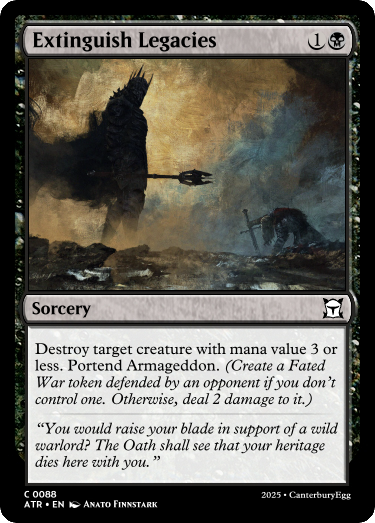 Extinguish Legacies 1
Sorcery
Destroy target creature with mana value 3 or
less. Portend Armageddon. (Create a Fated
War token defended by an opponent if you don't
control one. Otherwise, deal 2 damage to it.)
“You would raise your blade in support of a wild
warlord? The Oath shall see that your heritage
dies here with you.”
C 0088
ATR • EN Anato Finnstark
2025 • CanterburyEgg